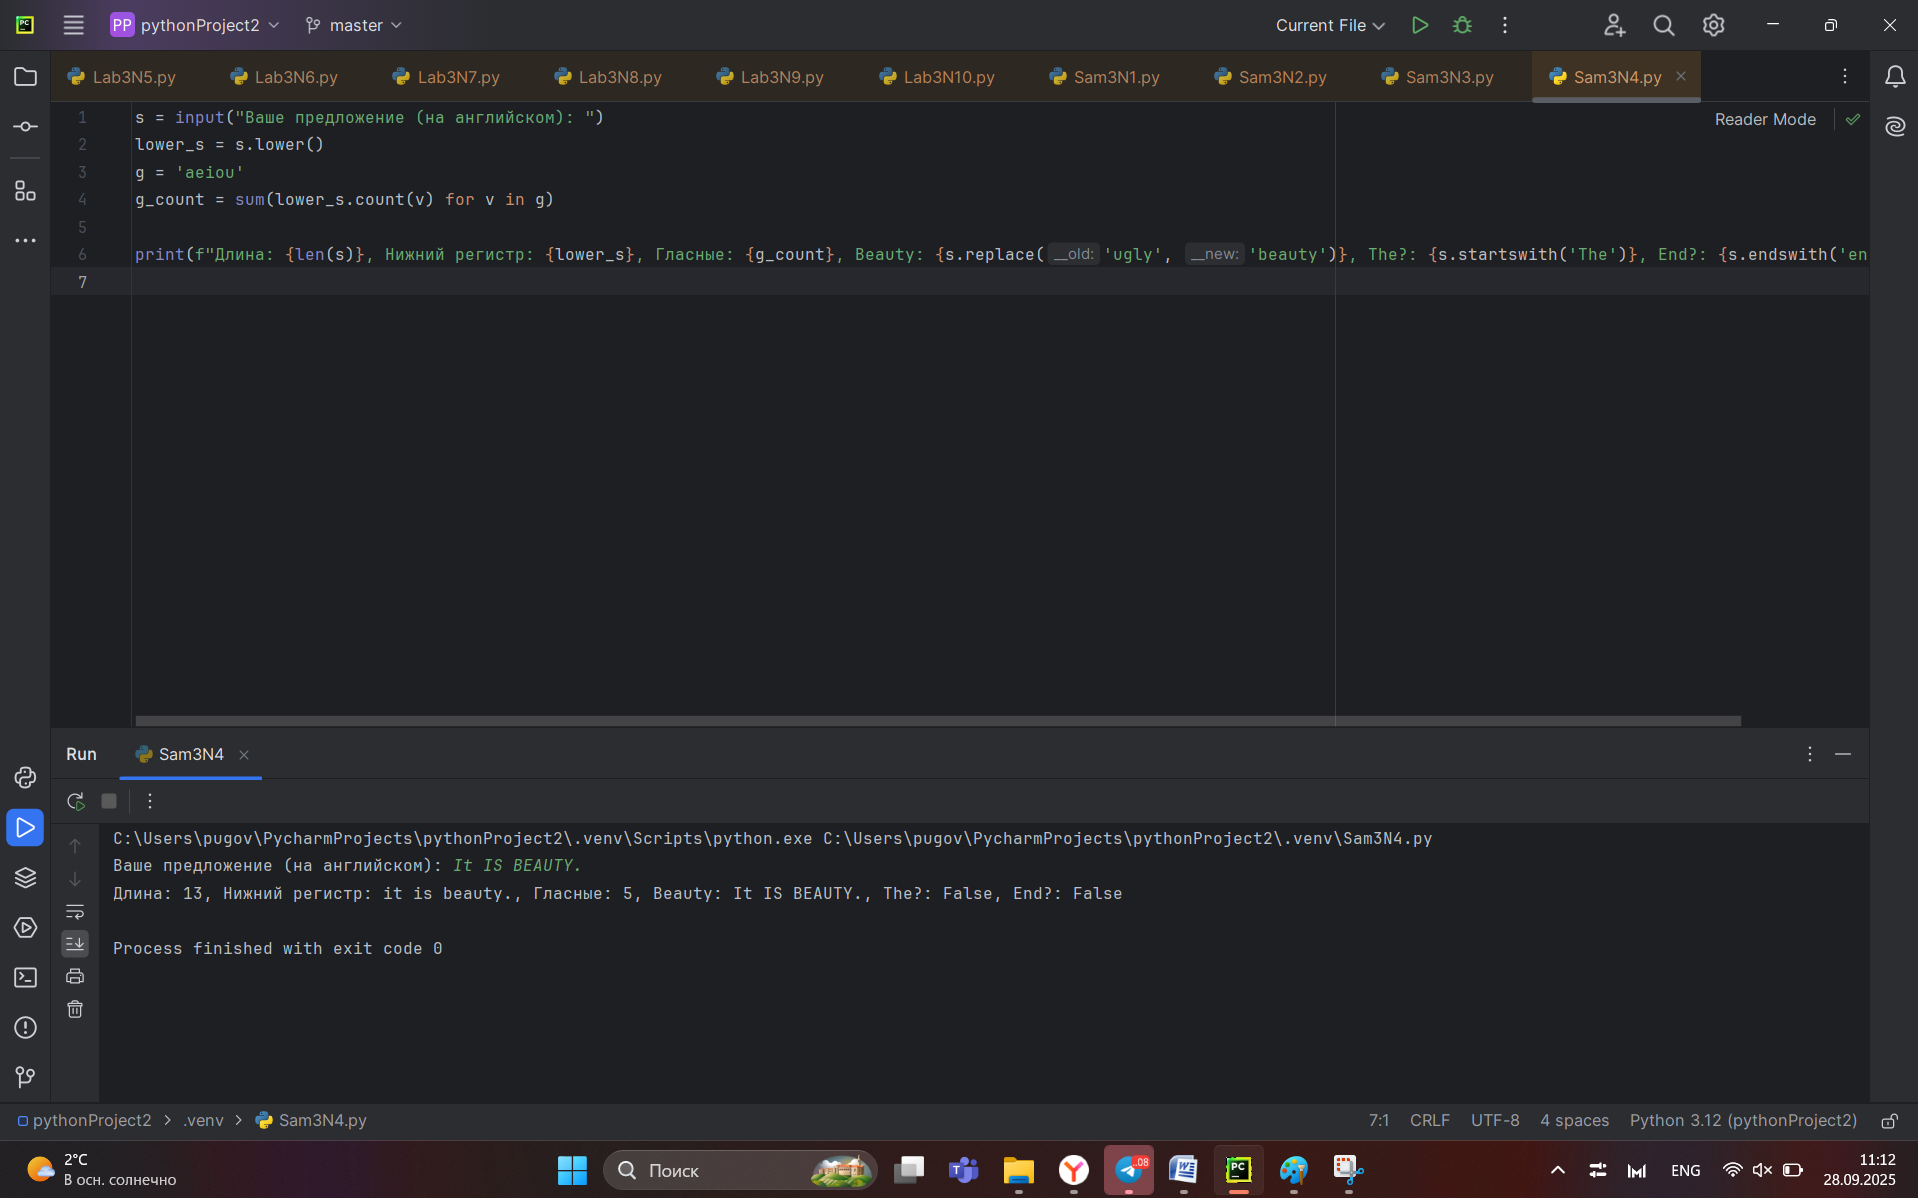 PC PP pythonProject2 master Current File
Lab3N5.py Lab3N6.py Lab3N7.py Lab3N8.py Lab3N9.py Lab3N10.py Sam3N1.py Sam3N2.py Sam3N3.py Sam3N4.py
Reader Mode
1 s = input("Ваше предложение (на английском): ")
2 lower_s = s.lower()
3 g = 'aeiou'
4 g_count = sum(lower_s.count(v) for v in g)
5
6 print(f"Длина: {len(s)}, Нижний регистр: {lower_s}, Гласные: {g_count}, Beauty: {s.replace( __old: 'ugly', __new: 'beauty')}, The?: {s.startswith('The')}, End?: {s.endswith('en
7
Run Sam3N4
C:\Users\pugov\PycharmProjects\pythonProject2\.venv\Scripts\python.exe C:\Users\pugov\PycharmProjects\pythonProject2\.venv\Sam3N4.py
Ваше предложение (на английском): It IS BEAUTY.
Длина: 13, Нижний регистр: it is beauty., Гласные: 5, Beauty: It IS BEAUTY., The?: False, End?: False
Process finished with exit code 0
pythonProject2 > .venv > Sam3N4.py 7:1 CRLF UTF-8 4 spaces Python 3.12 (pythonProject2)
2°C
В осн. солнечно
Поиск
.08
PC
ENG
11:12
28.09.2025